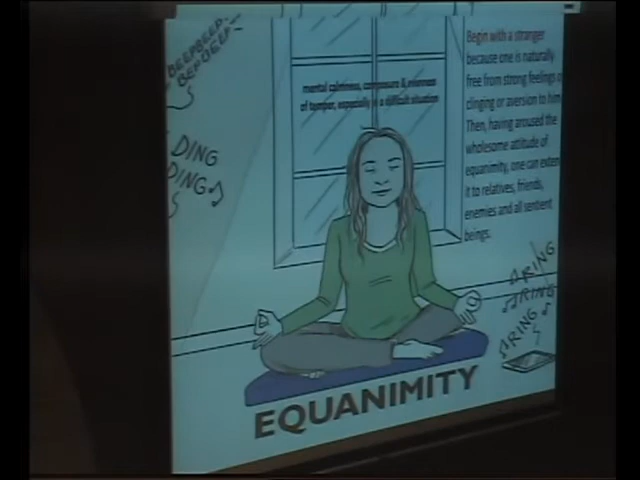 BEEPBEEP-
BEPBEEP-
DING
DING
mental calmness, composure & evenness
of temper, especially in a difficult situation
Begin with a stranger
because one is naturally
free from strong feelings o
clinging or aversion to him
Then, having aroused the
wholesome attitude of
equanimity, one can exten
it to relatives, friends,
enemies and all sentient
beings.
RING
RING
RING
EQUANIMITY